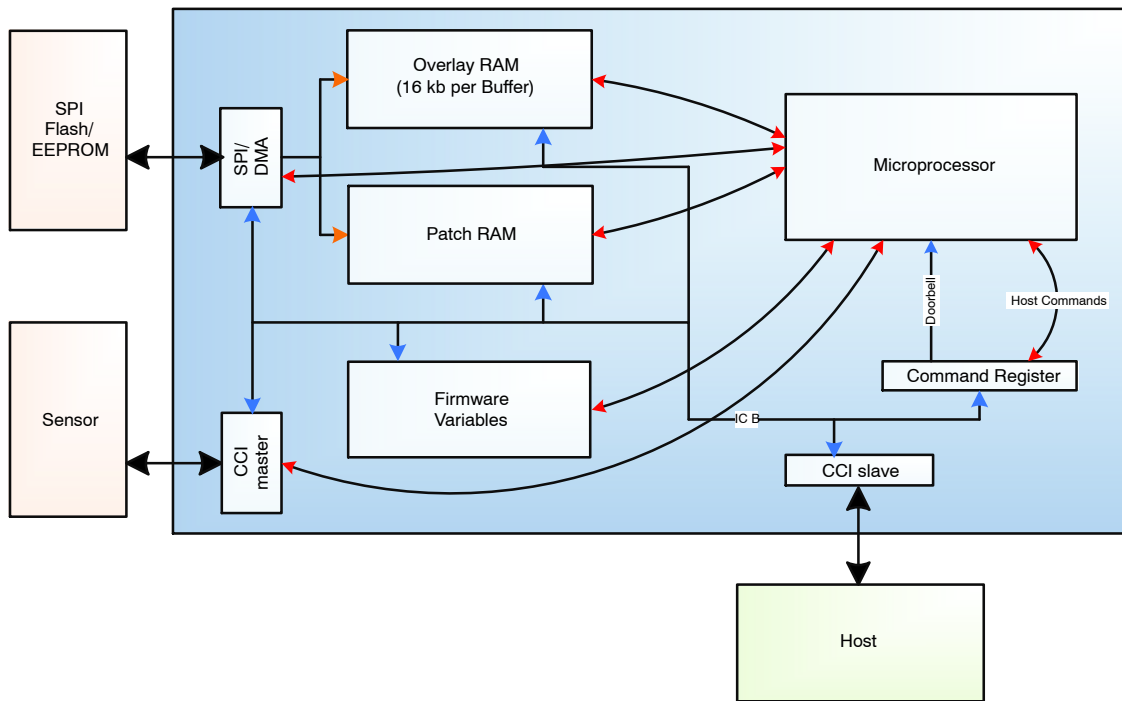 SPI
Flash/
EEPROM
SPI/
DMA
Overlay RAM
(16 kb per Buffer)
Microprocessor
Patch RAM
Doorbell
Host Commands
Sensor
CCI
master
Firmware
Variables
Command Register
IC B
CCI slave
Host